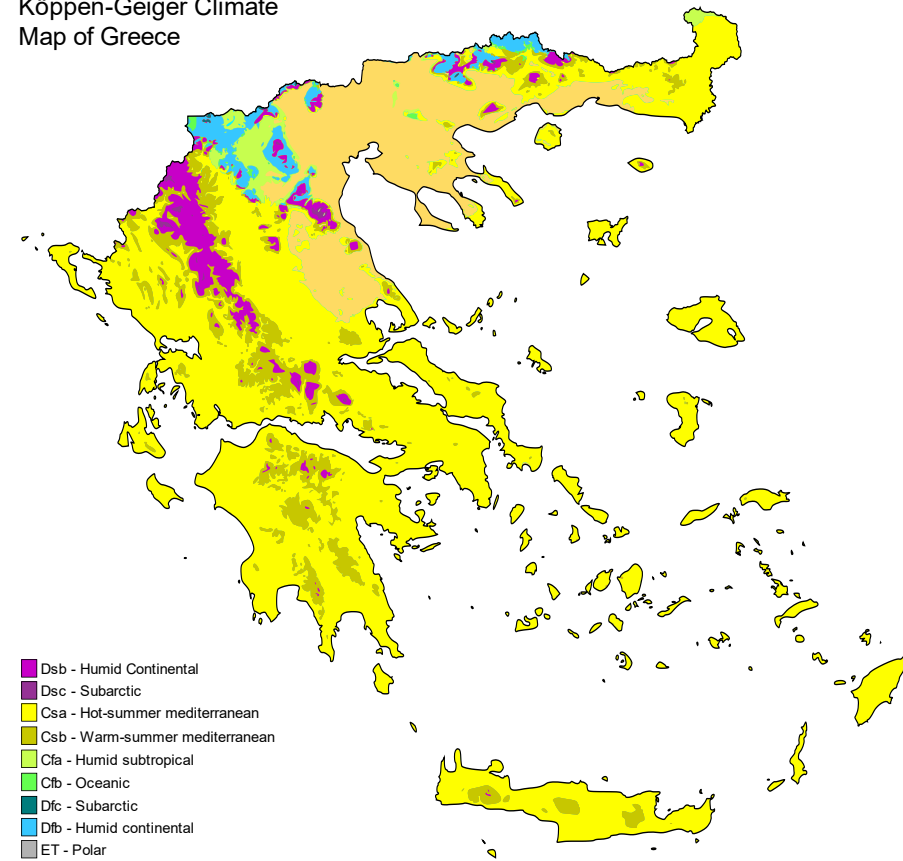 Köppen-Geiger Climate
Map of Greece
Dsb - Humid Continental
Dsc - Subarctic
Csa - Hot-summer mediterranean
Csb - Warm-summer mediterranean
Cfa - Humid subtropical
Cfb - Oceanic
Dfc - Subarctic
Dfb - Humid continental
ET - Polar